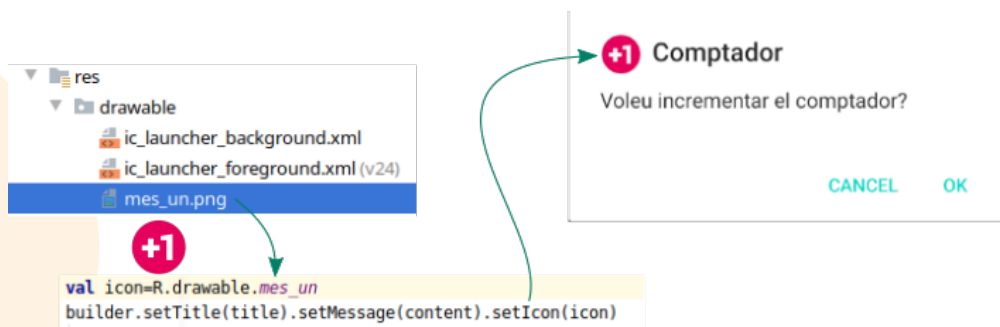 res
drawable
ic_launcher_background.xml
ic_launcher_foreground.xml (v24)
mes_un.png
+1
val icon=R.drawable.mes_un
builder.setTitle(title).setMessage(content).setIcon(icon)
+1 Comptador
Voleu incrementar el comptador?
CANCEL OK